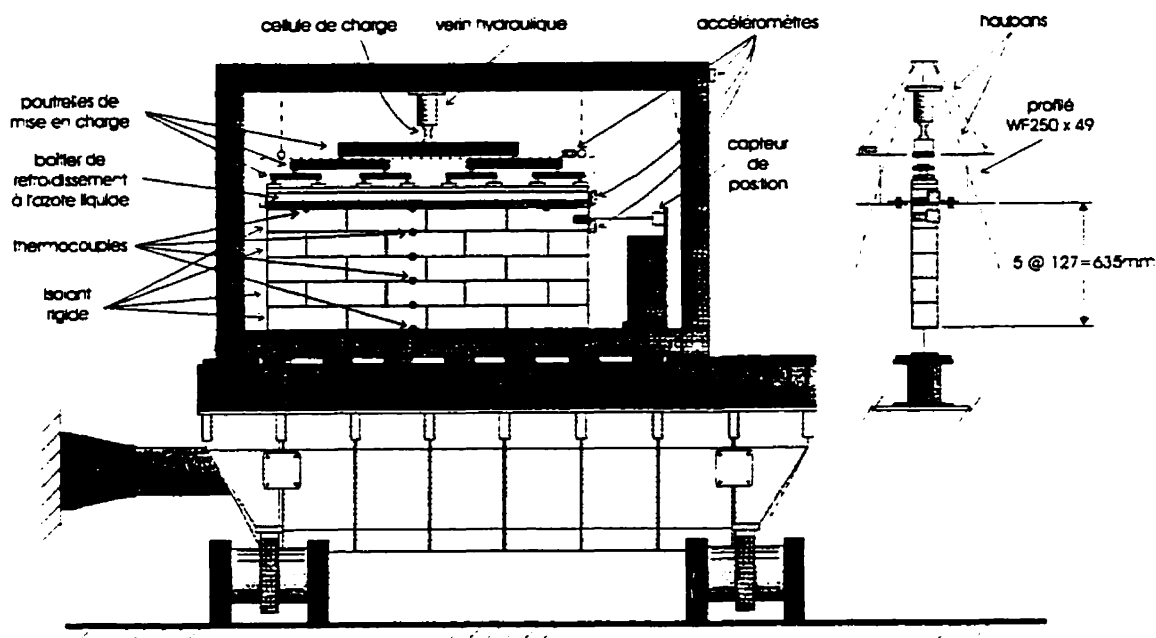 cellule de charge
verin hydraulique
accéléromètres
haubans
poutrelles de
mise en charge
profilé
WF250 x 49
boîtier de
refroidissement
à l'azote liquide
capteur
de
position
thermocouples
5 @ 127=635mm
isolant
rigide